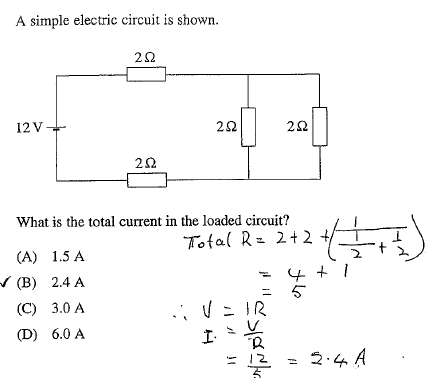 A simple electric circuit is shown.
2Ω
12 V
2Ω
2Ω
2Ω
What is the total current in the loaded circuit?
Total R = 2+2+(1/(1/2 + 1/2))
(A) 1.5 A
= 4 + 1
✓ (B) 2.4 A
= 5
(C) 3.0 A
∴ V = IR
(D) 6.0 A
I = V/R
= 12/5 = 2.4 A